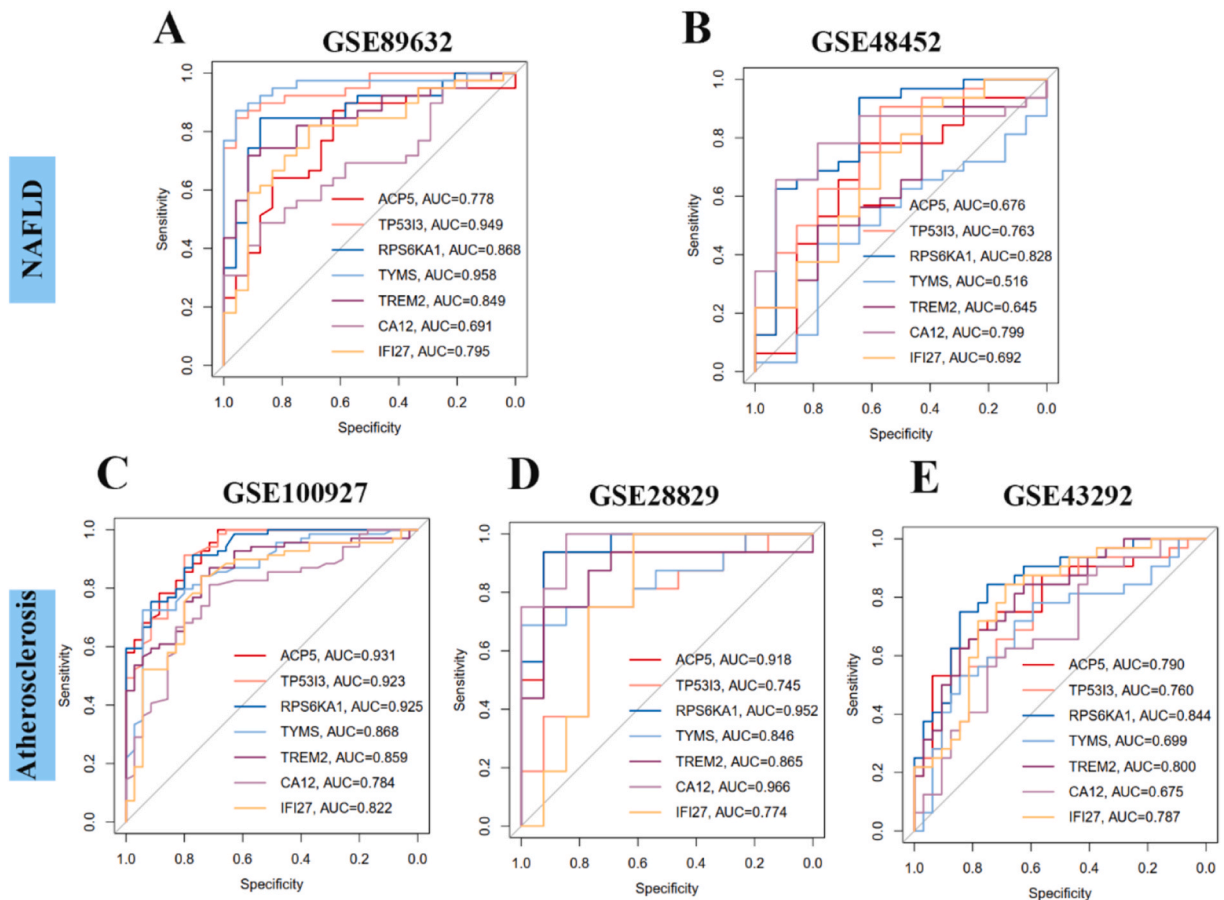 A
GSE89632
NAFLD
Sensitivity
1.0
0.8
0.6
0.4
0.2
0.0
ACP5, AUC=0.778
TP53I3, AUC=0.949
RPS6KA1, AUC=0.868
TYMS, AUC=0.958
TREM2, AUC=0.849
CA12, AUC=0.691
IFI27, AUC=0.795
1.0 0.8 0.6 0.4 0.2 0.0
Specificity
B
GSE48452
Sensitivity
1.0
0.8
0.6
0.4
0.2
0.0
ACP5, AUC=0.676
TP53I3, AUC=0.763
RPS6KA1, AUC=0.828
TYMS, AUC=0.516
TREM2, AUC=0.645
CA12, AUC=0.799
IFI27, AUC=0.692
1.0 0.8 0.6 0.4 0.2 0.0
Specificity
C
GSE100927
Atherosclerosis
Sensitivity
1.0
0.8
0.6
0.4
0.2
0.0
ACP5, AUC=0.931
TP53I3, AUC=0.923
RPS6KA1, AUC=0.925
TYMS, AUC=0.868
TREM2, AUC=0.859
CA12, AUC=0.784
IFI27, AUC=0.822
1.0 0.8 0.6 0.4 0.2 0.0
Specificity
D
GSE28829
Sensitivity
1.0
0.8
0.6
0.4
0.2
0.0
ACP5, AUC=0.918
TP53I3, AUC=0.745
RPS6KA1, AUC=0.952
TYMS, AUC=0.846
TREM2, AUC=0.865
CA12, AUC=0.966
IFI27, AUC=0.774
1.0 0.8 0.6 0.4 0.2 0.0
Specificity
E
GSE43292
Sensitivity
1.0
0.8
0.6
0.4
0.2
0.0
ACP5, AUC=0.790
TP53I3, AUC=0.760
RPS6KA1, AUC=0.844
TYMS, AUC=0.699
TREM2, AUC=0.800
CA12, AUC=0.675
IFI27, AUC=0.787
1.0 0.8 0.6 0.4 0.2 0.0
Specificity